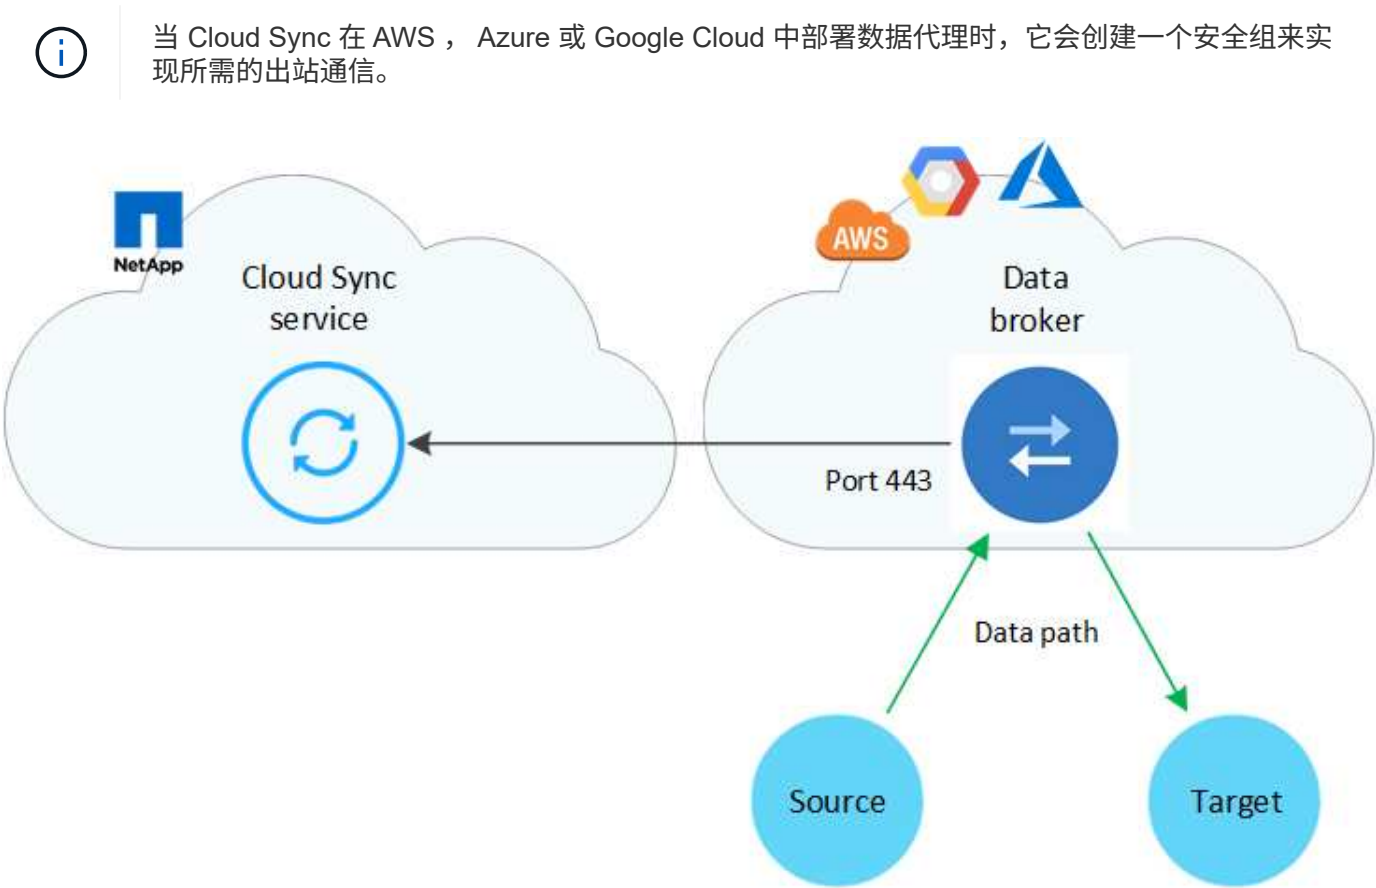 当 Cloud Sync 在 AWS ， Azure 或 Google Cloud 中部署数据代理时，它会创建一个安全组来实
现所需的出站通信。
NetApp
Cloud Sync
service
AWS
Data
broker
Port 443
Data path
Source
Target